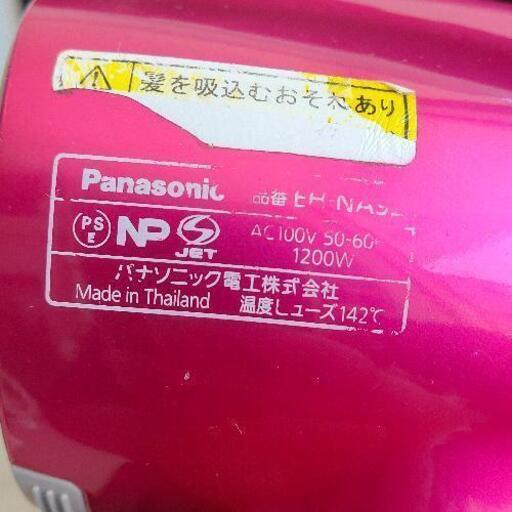 髪を吸込むおそれあり
Panasonic 品番 EH-NA9
PS E NP S JET AC100V 50-60
1200W
パナソニック電工株式会社
Made in Thailand 温度ヒューズ142℃